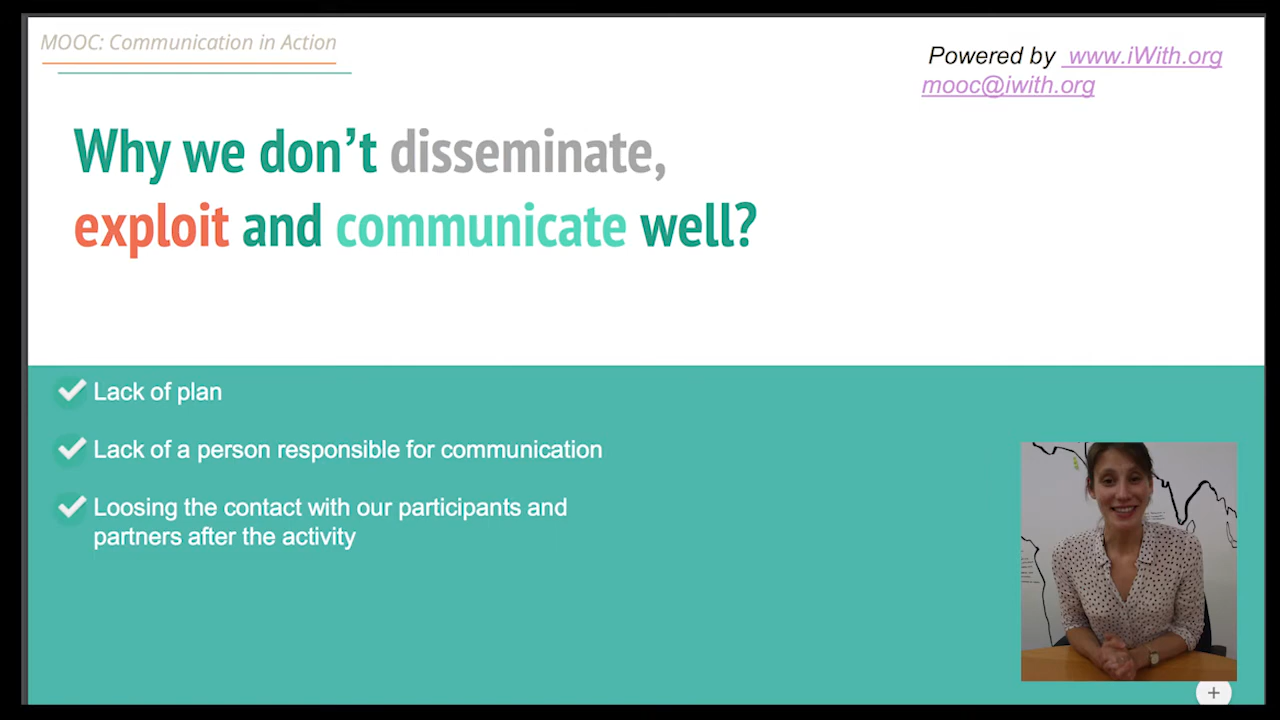 MOOC: Communication in Action
Powered by www.iWith.org
mooc@iwith.org
Why we don’t disseminate,
exploit and communicate well?
Lack of plan
Lack of a person responsible for communication
Loosing the contact with our participants and
partners after the activity